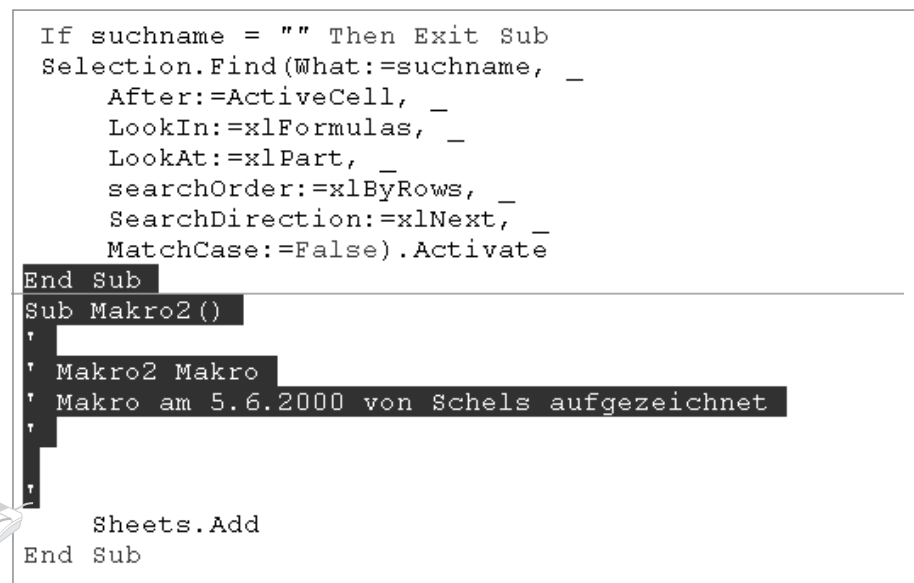 If suchname = "" Then Exit Sub
Selection.Find(What:=suchname, _
After:=ActiveCell, _
LookIn:=xlFormulas, _
LookAt:=xlPart, _
searchOrder:=xlByRows, _
SearchDirection:=xlNext, _
MatchCase:=False).Activate
End Sub
Sub Makro2()
'
' Makro2 Makro
' Makro am 5.6.2000 von Schels aufgezeichnet
'

'
Sheets.Add
End Sub